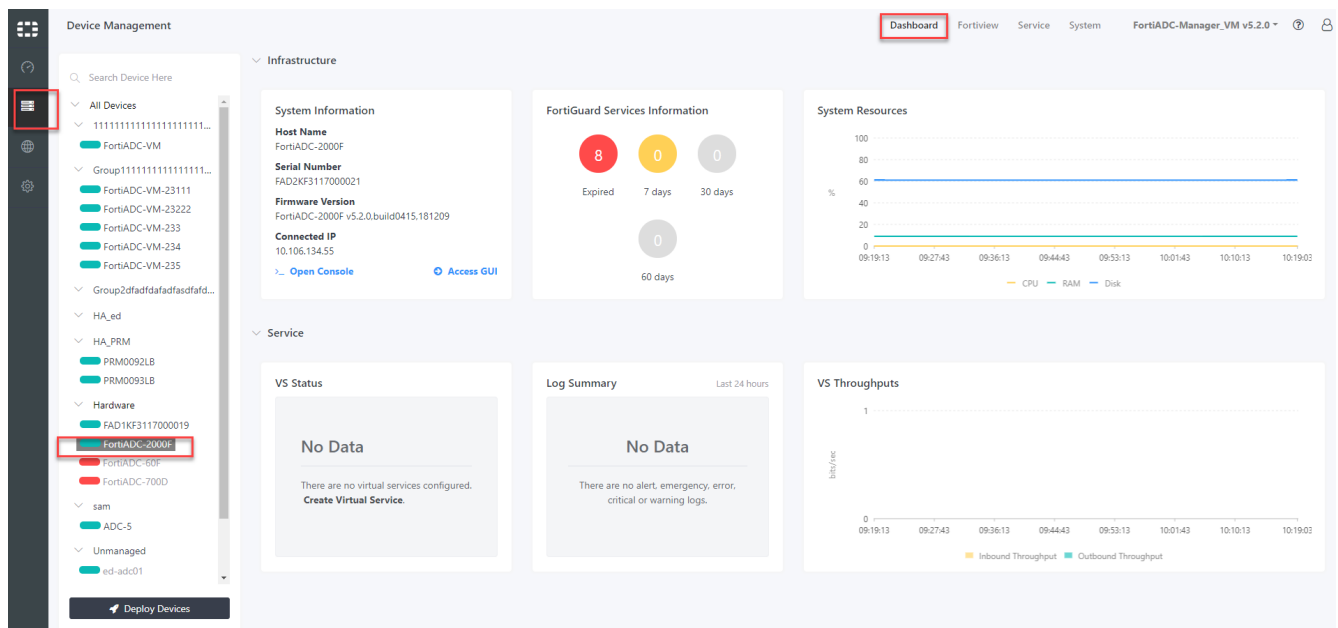 Device Management
Dashboard Fortiview Service System FortiADC-Manager_VM v5.2.0
Search Device Here
All Devices
11111111111111111111...
FortiADC-VM
Group1111111111111111...
FortiADC-VM-23111
FortiADC-VM-23222
FortiADC-VM-233
FortiADC-VM-234
FortiADC-VM-235
Group2dfadfdafadfasdfafd...
HA_ed
HA_PRM
PRM0092LB
PRM0093LB
Hardware
FAD1KF3117000019
FortiADC-2000F
FortiADC-60F
FortiADC-700D
sam
ADC-5
Unmanaged
ed-adc01
Deploy Devices
Infrastructure
System Information
Host Name
FortiADC-2000F
Serial Number
FAD2KF3117000021
Firmware Version
FortiADC-2000F v5.2.0,build0415.181209
Connected IP
10.106.134.55
>_ Open Console Access GUI
FortiGuard Services Information
8 0 0
Expired 7 days 30 days
0
60 days
System Resources
100
80
60
40
20
0
%
09:19:13 09:27:43 09:36:13 09:44:43 09:53:13 10:01:43 10:10:13 10:19:03
CPU RAM Disk
Service
VS Status
No Data
There are no virtual services configured.
Create Virtual Service.
Log Summary Last 24 hours
No Data
There are no alert, emergency, error,
critical or warning logs.
VS Throughputs
1
bits/sec
0
09:19:13 09:27:43 09:36:13 09:44:43 09:53:13 10:01:43 10:10:13 10:19:03
Inbound Throughput Outbound Throughput